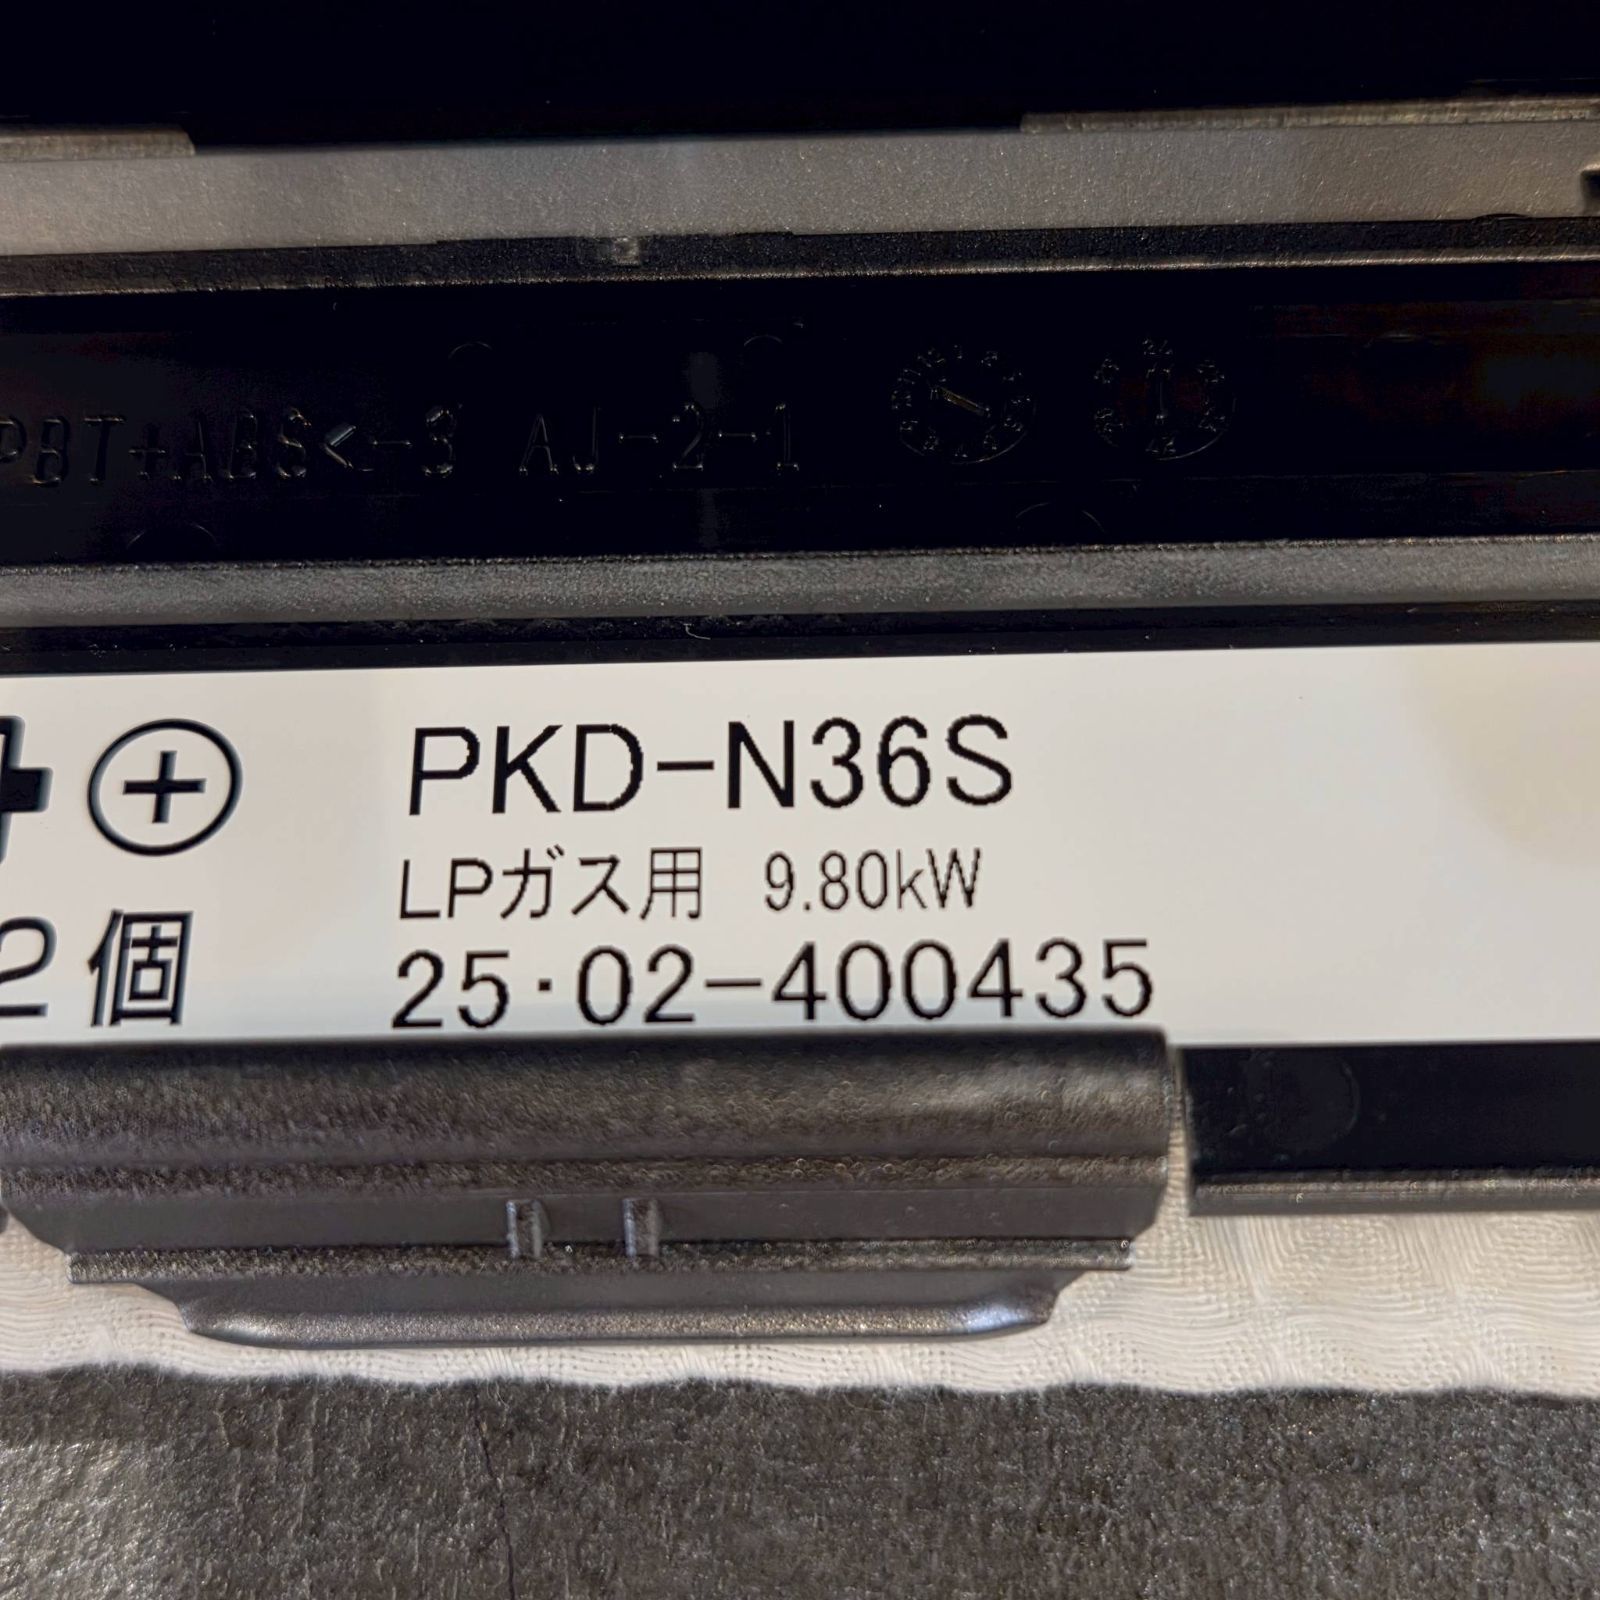 PBT+ABS<-3 AJ-2-1
+ PKD-N36S
LPガス用 9.80kW
2個 25・02-400435